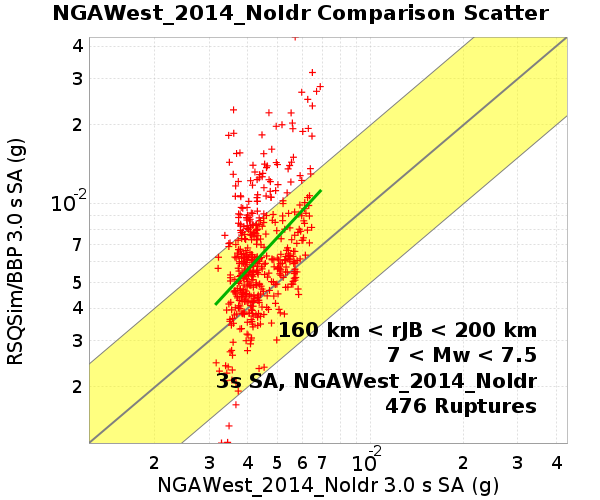 NGAWest_2014_NoIdr Comparison Scatter
RSQSim/BBP 3.0 s SA (g)
4
3
2
10-2
7
5
4
3
2
160 km < rJB < 200 km
7 < Mw < 7.5
3s SA, NGAWest_2014_NoIdr
476 Ruptures
2 3 4 5 6 7 10-2 2 3 4
NGAWest_2014_NoIdr 3.0 s SA (g)